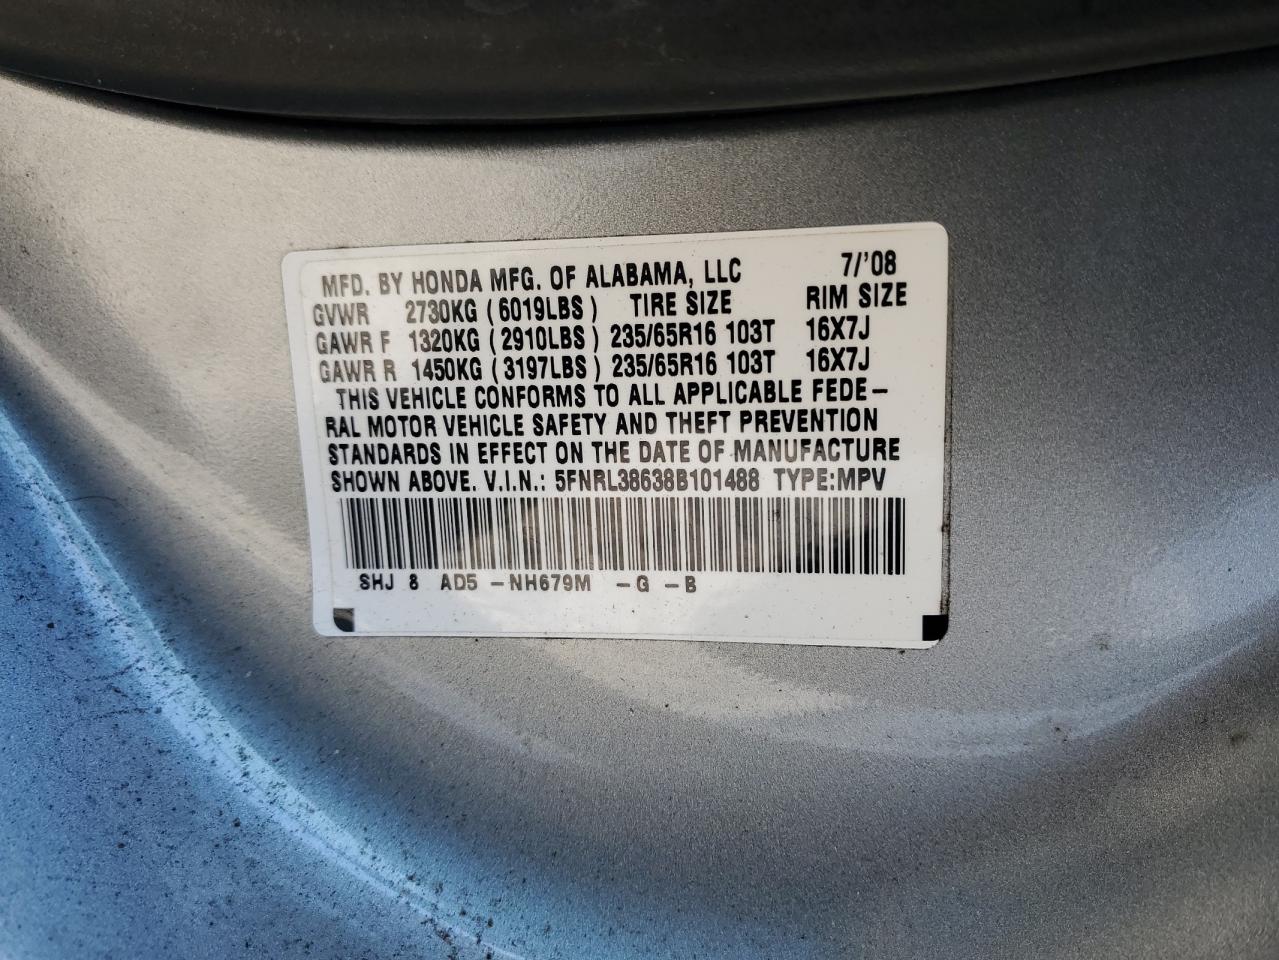 MFD. BY HONDA MFG. OF ALABAMA, LLC 7/'08
GVWR 2730KG (6019LBS) TIRE SIZE RIM SIZE
GAWR F 1320KG (2910LBS) 235/65R16 103T 16X7J
GAWR R 1450KG (3197LBS) 235/65R16 103T 16X7J
THIS VEHICLE CONFORMS TO ALL APPLICABLE FEDE-
RAL MOTOR VEHICLE SAFETY AND THEFT PREVENTION
STANDARDS IN EFFECT ON THE DATE OF MANUFACTURE
SHOWN ABOVE. V.I.N.: 5FNRL38638B101488 TYPE:MPV
SHJ 8 AD5 -NH679M -G -B